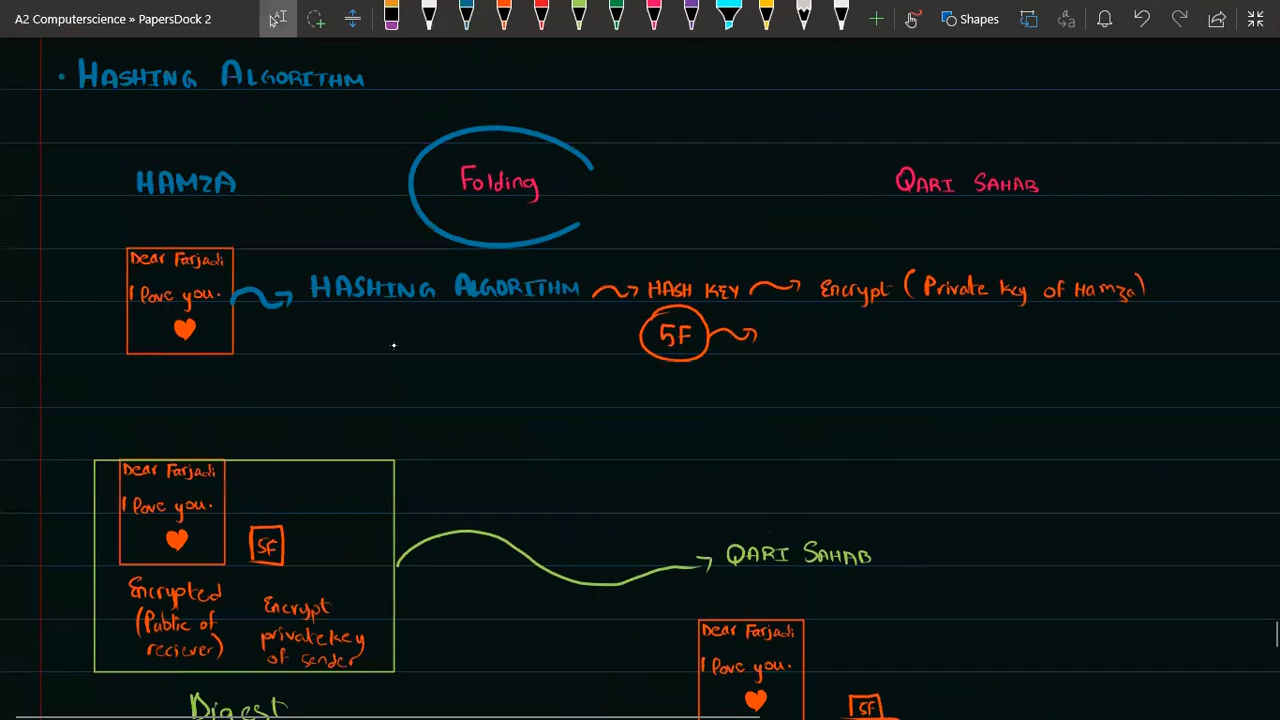 A2 Computerscience » PapersDock 2
Shapes
• HASHING ALGORITHM
HAMZA
Folding
QARI SAHAB
Dear Farjadi
I love you.
HASHING ALGORITHM
HASH KEY
Encrypt (Private key of Hamza)
5F
Dear Farjadi
I love you.
5F
Encrypted
(Public of
reciever)
Encrypt
private key
of sender
QARI SAHAB
Dear Farjadi
I love you.
5F
Digest